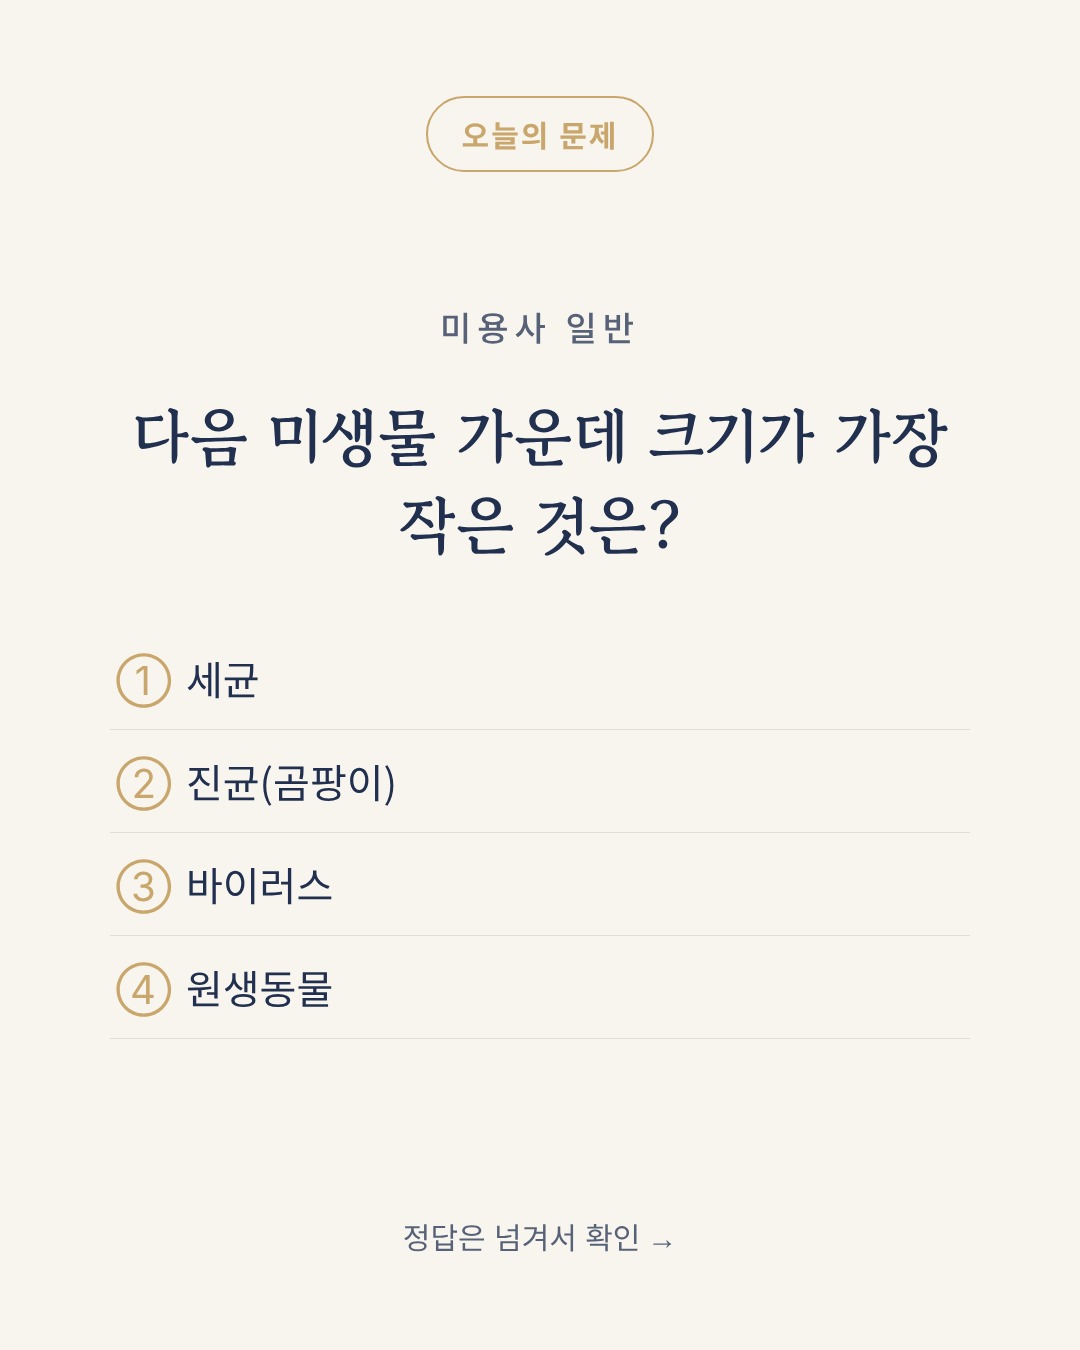 오늘의 문제
미용사 일반
다음 미생물 가운데 크기가 가장
작은 것은?
① 세균
② 진균(곰팡이)
③ 바이러스
④ 원생동물
정답은 넘겨서 확인 →